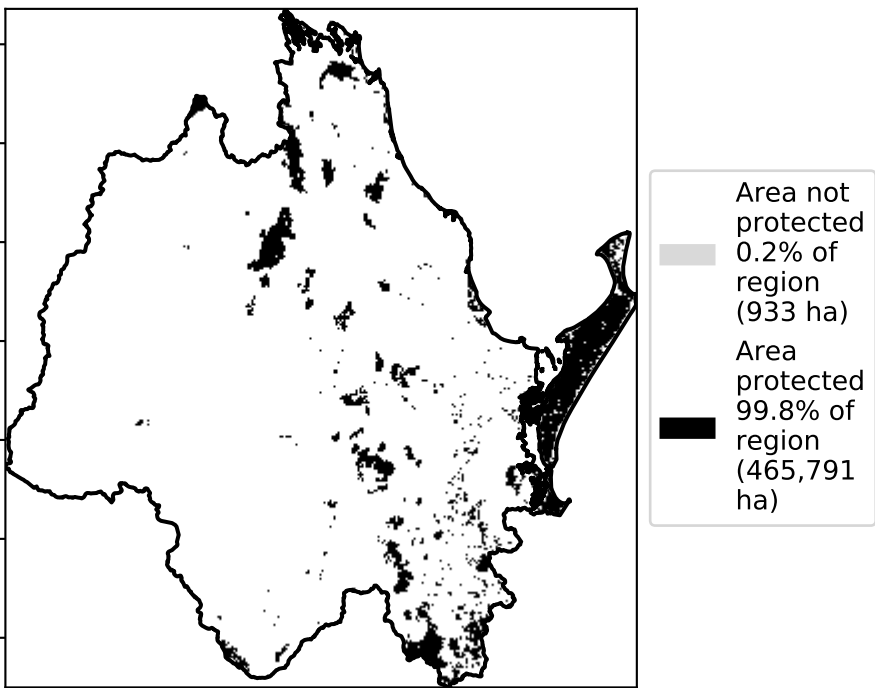 Area not
protected
0.2% of
region
(933 ha)
Area
protected
99.8% of
region
(465,791
ha)